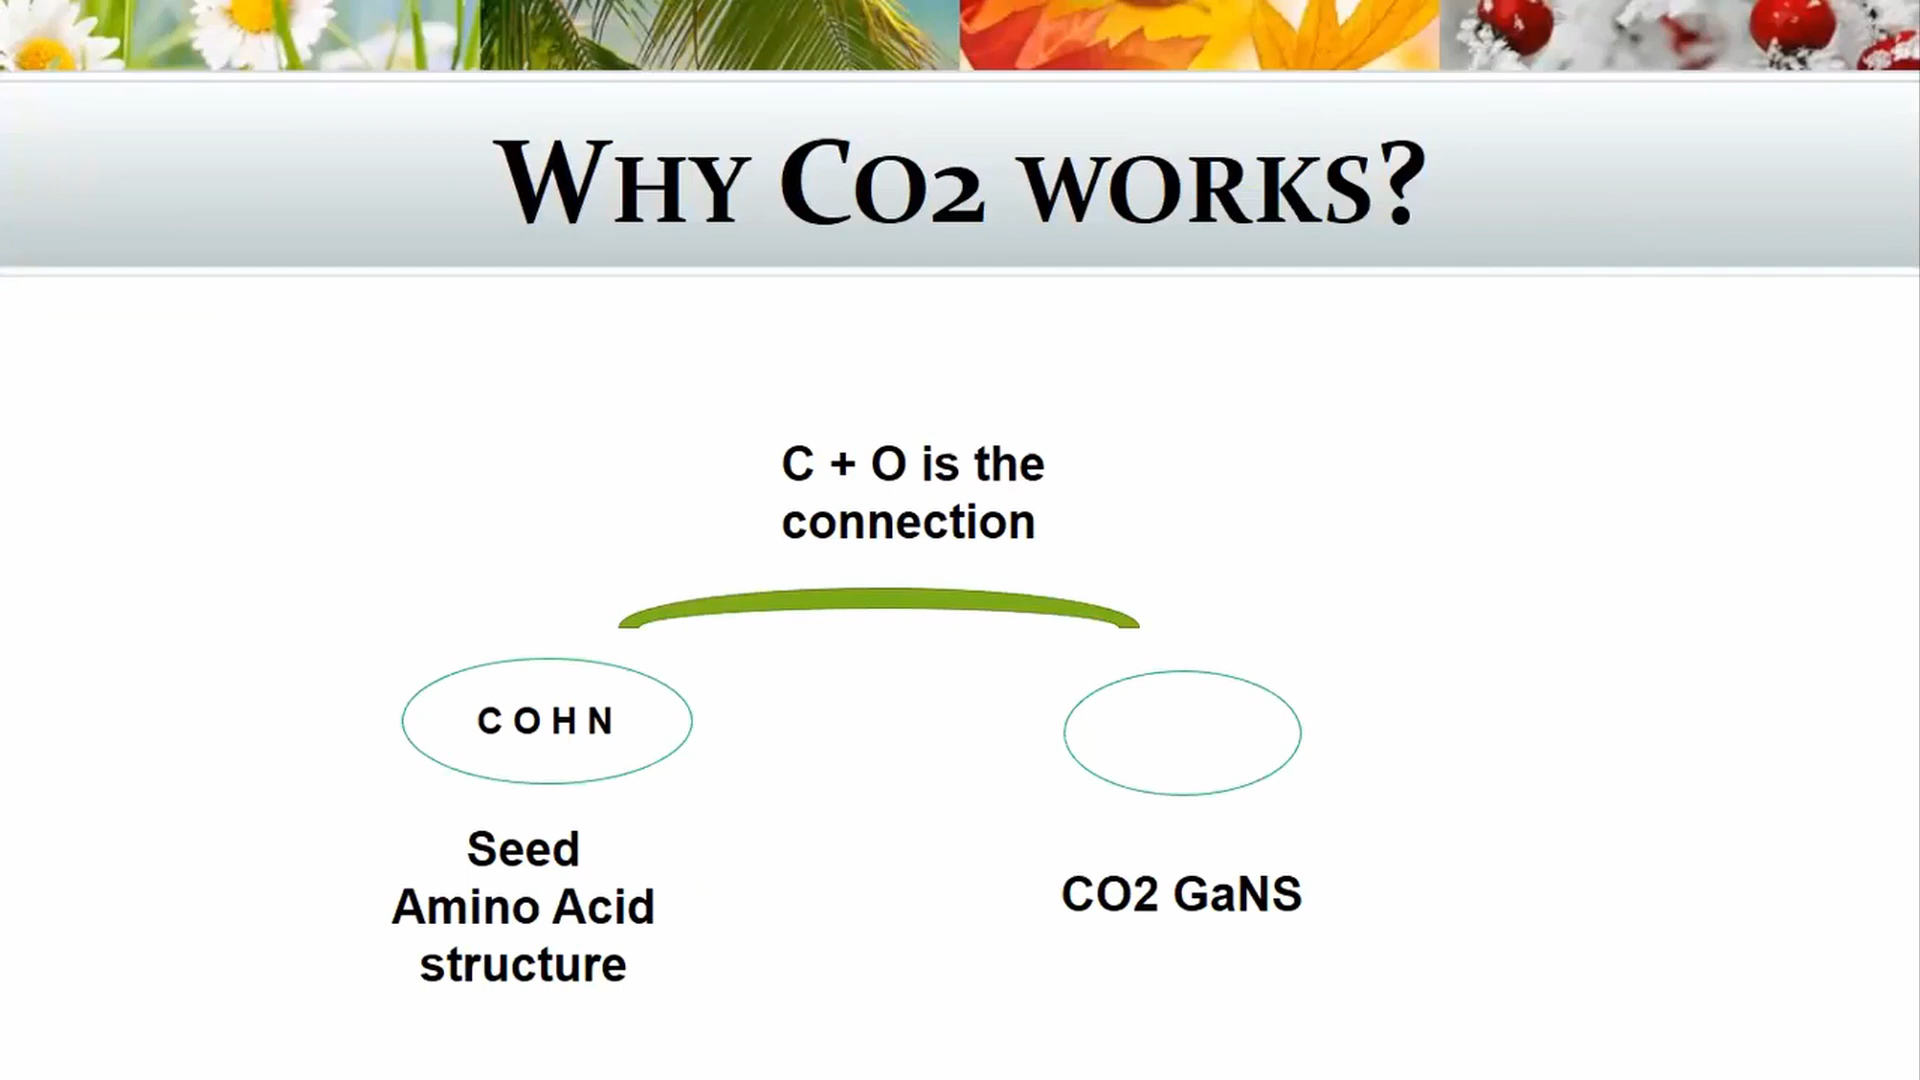 WHY CO2 WORKS?
C + O is the
connection
C O H N
Seed
Amino Acid
structure
CO2 GaNS